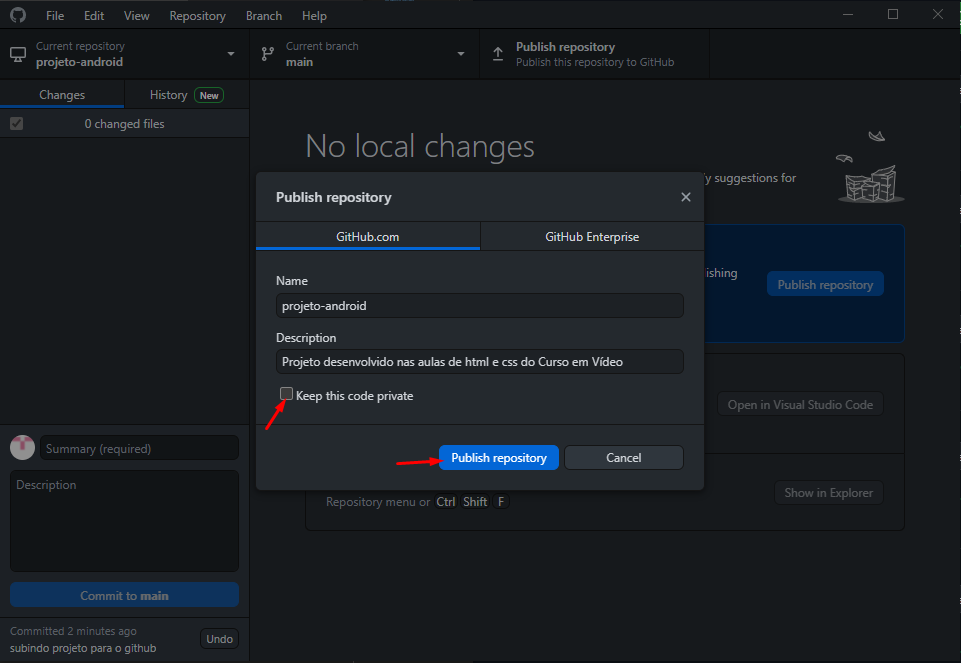 File Edit View Repository Branch Help
Current repository
projeto-android
Current branch
main
Publish repository
Publish this repository to GitHub
Changes
History New
0 changed files
No local changes
y suggestions for
Publish repository
GitHub.com
GitHub Enterprise
ishing
Publish repository
Name
projeto-android
Description
Projeto desenvolvido nas aulas de html e css do Curso em Vídeo
Keep this code private
Open in Visual Studio Code
Publish repository
Cancel
Summary (required)
Description
Show in Explorer
Repository menu or Ctrl Shift F
Commit to main
Committed 2 minutes ago
subindo projeto para o github
Undo